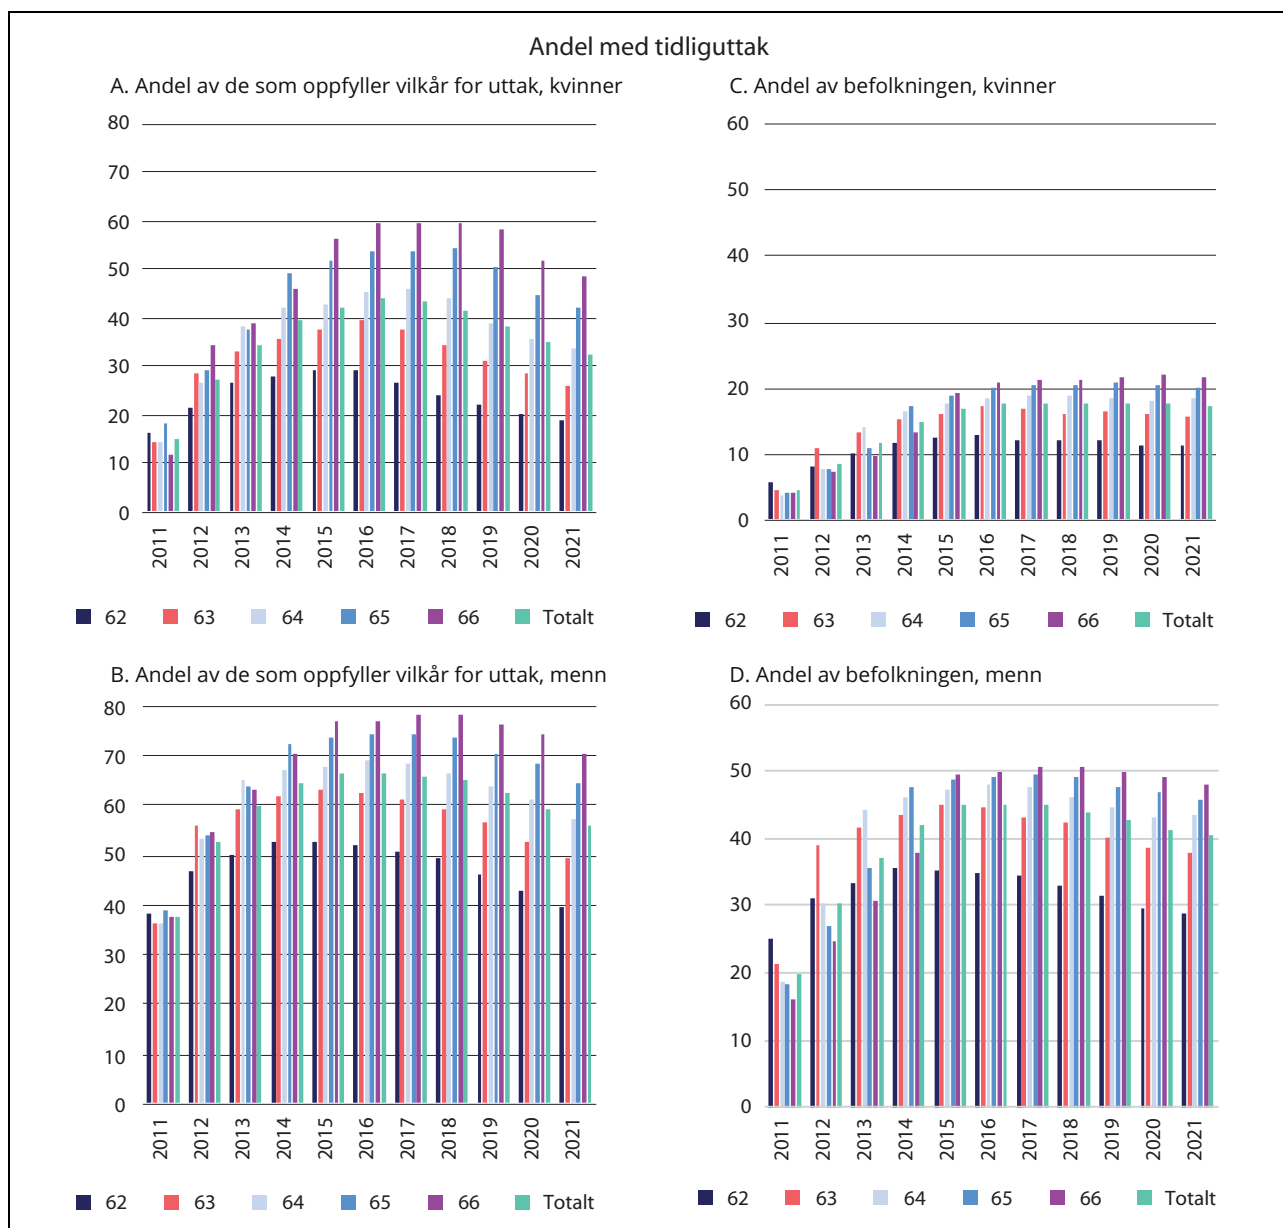 Andel med tidliguttak
A. Andel av de som oppfyller vilkår for uttak, kvinner
80
70
60
50
40
30
20
10
0
2011 2012 2013 2014 2015 2016 2017 2018 2019 2020 2021
62 63 64 65 66 Totalt
C. Andel av befolkningen, kvinner
60
50
40
30
20
10
0
2011 2012 2013 2014 2015 2016 2017 2018 2019 2020 2021
62 63 64 65 66 Totalt
B. Andel av de som oppfyller vilkår for uttak, menn
80
70
60
50
40
30
20
10
0
2011 2012 2013 2014 2015 2016 2017 2018 2019 2020 2021
62 63 64 65 66 Totalt
D. Andel av befolkningen, menn
60
50
40
30
20
10
0
2011 2012 2013 2014 2015 2016 2017 2018 2019 2020 2021
62 63 64 65 66 Totalt